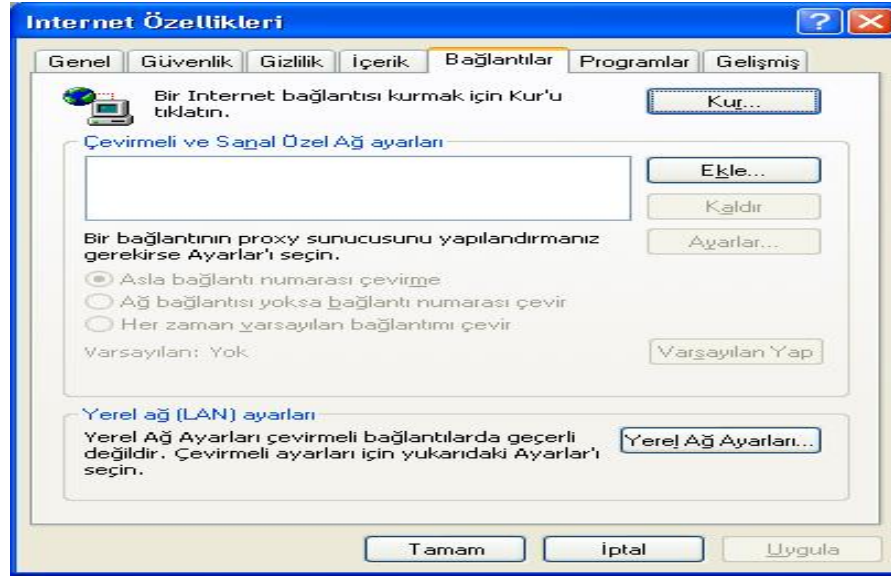 Internet Özellikleri
Genel Güvenlik Gizlilik İçerik Bağlantılar Programlar Gelişmiş
Bir Internet bağlantısı kurmak için Kur'u
tıklatın.
Kur...
Çevirmeli ve Sanal Özel Ağ ayarları
Ekle...
Kaldır
Bir bağlantının proxy sunucusunu yapılandırmanız
gerekirse Ayarlar'ı seçin.
Ayarlar...
Asla bağlantı numarası çevirme
Ağ bağlantısı yoksa bağlantı numarası çevir
Her zaman varsayılan bağlantımı çevir
Varsayılan: Yok
Varsayılan Yap
Yerel ağ (LAN) ayarları
Yerel Ağ Ayarları çevirmeli bağlantılarda geçerli
değildir. Çevirmeli ayarları için yukarıdaki Ayarlar'ı
seçin.
Yerel Ağ Ayarları...
Tamam İptal Uygula